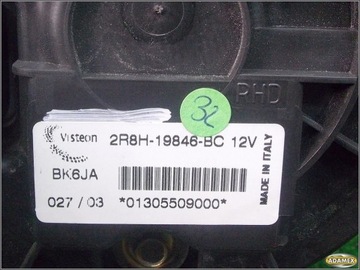 32
RHD
Visteon
2R8H-19846-BC 12V
BK6JA
027 / 03
*01305509000*
MADE IN ITALY
ADAMEX